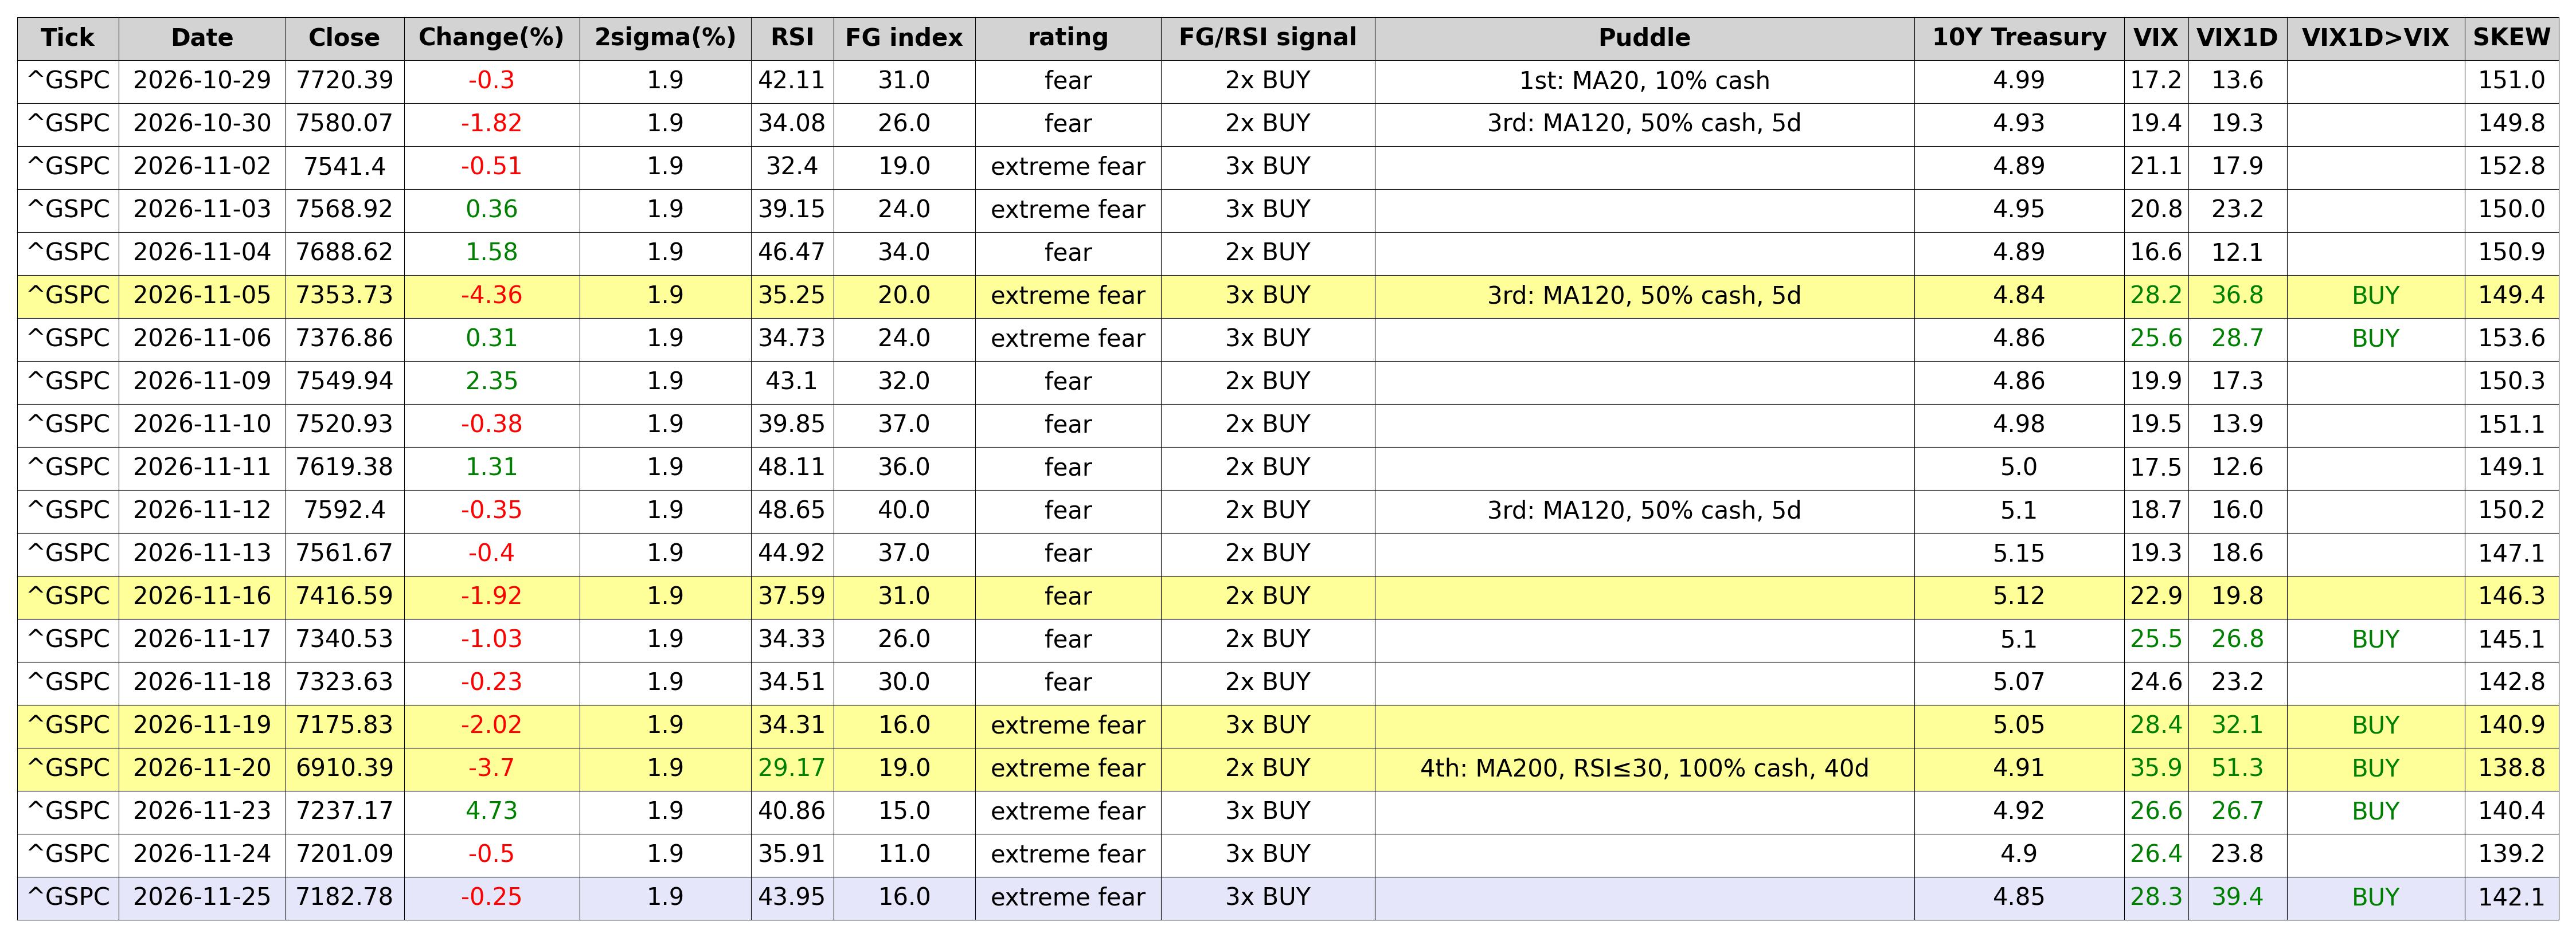 Tick Date Close Change(%) 2sigma(%) RSI FG index rating FG/RSI signal Puddle 10Y Treasury VIX VIX1D VIX1D>VIX SKEW
^GSPC 2026-10-29 7720.39 -0.3 1.9 42.11 31.0 fear 2x BUY 1st: MA20, 10% cash 4.99 17.2 13.6 151.0
^GSPC 2026-10-30 7580.07 -1.82 1.9 34.08 26.0 fear 2x BUY 3rd: MA120, 50% cash, 5d 4.93 19.4 19.3 149.8
^GSPC 2026-11-02 7541.4 -0.51 1.9 32.4 19.0 extreme fear 3x BUY 4.89 21.1 17.9 152.8
^GSPC 2026-11-03 7568.92 0.36 1.9 39.15 24.0 extreme fear 3x BUY 4.95 20.8 23.2 150.0
^GSPC 2026-11-04 7688.62 1.58 1.9 46.47 34.0 fear 2x BUY 4.89 16.6 12.1 150.9
^GSPC 2026-11-05 7353.73 -4.36 1.9 35.25 20.0 extreme fear 3x BUY 3rd: MA120, 50% cash, 5d 4.84 28.2 36.8 BUY 149.4
^GSPC 2026-11-06 7376.86 0.31 1.9 34.73 24.0 extreme fear 3x BUY 4.86 25.6 28.7 BUY 153.6
^GSPC 2026-11-09 7549.94 2.35 1.9 43.1 32.0 fear 2x BUY 4.86 19.9 17.3 150.3
^GSPC 2026-11-10 7520.93 -0.38 1.9 39.85 37.0 fear 2x BUY 4.98 19.5 13.9 151.1
^GSPC 2026-11-11 7619.38 1.31 1.9 48.11 36.0 fear 2x BUY 5.0 17.5 12.6 149.1
^GSPC 2026-11-12 7592.4 -0.35 1.9 48.65 40.0 fear 2x BUY 3rd: MA120, 50% cash, 5d 5.1 18.7 16.0 150.2
^GSPC 2026-11-13 7561.67 -0.4 1.9 44.92 37.0 fear 2x BUY 5.15 19.3 18.6 147.1
^GSPC 2026-11-16 7416.59 -1.92 1.9 37.59 31.0 fear 2x BUY 5.12 22.9 19.8 146.3
^GSPC 2026-11-17 7340.53 -1.03 1.9 34.33 26.0 fear 2x BUY 5.1 25.5 26.8 BUY 145.1
^GSPC 2026-11-18 7323.63 -0.23 1.9 34.51 30.0 fear 2x BUY 5.07 24.6 23.2 142.8
^GSPC 2026-11-19 7175.83 -2.02 1.9 34.31 16.0 extreme fear 3x BUY 5.05 28.4 32.1 BUY 140.9
^GSPC 2026-11-20 6910.39 -3.7 1.9 29.17 19.0 extreme fear 2x BUY 4th: MA200, RSI≤30, 100% cash, 40d 4.91 35.9 51.3 BUY 138.8
^GSPC 2026-11-23 7237.17 4.73 1.9 40.86 15.0 extreme fear 3x BUY 4.92 26.6 26.7 BUY 140.4
^GSPC 2026-11-24 7201.09 -0.5 1.9 35.91 11.0 extreme fear 3x BUY 4.9 26.4 23.8 139.2
^GSPC 2026-11-25 7182.78 -0.25 1.9 43.95 16.0 extreme fear 3x BUY 4.85 28.3 39.4 BUY 142.1